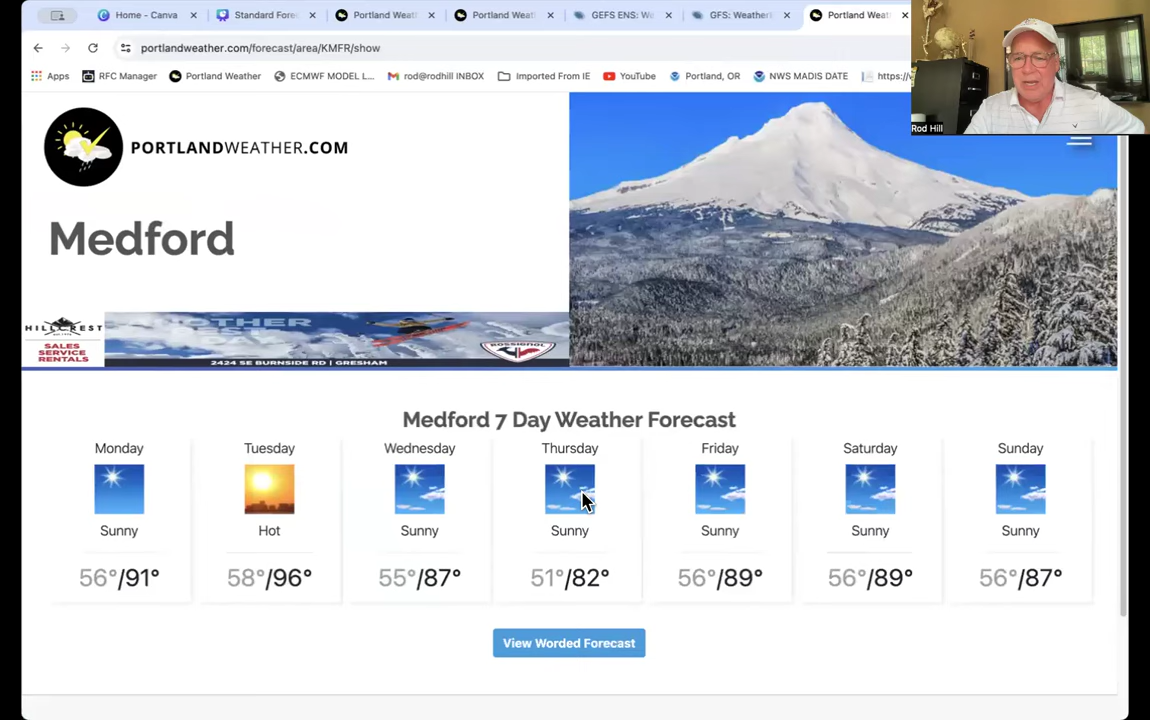 Home - Canva
Standard Fore
Portland Weat
Portland Weat
GEFS ENS: We
GFS: Weather
Portland Weat
portlandweather.com/forecast/area/KMFR/show
Apps
RFC Manager
Portland Weather
ECMWF MODEL L...
rod@rodhill INBOX
Imported From IE
YouTube
Portland, OR
NWS MADIS DATE
https://
Rod Hill
PORTLANDWEATHER.COM
Medford
HILLCREST
SALES
SERVICE
RENTALS
2424 SE BURNSIDE RD | GRESHAM
ROSSIGNOL
Medford 7 Day Weather Forecast
Monday Tuesday Wednesday Thursday Friday Saturday Sunday
Sunny Hot Sunny Sunny Sunny Sunny Sunny
56°/91° 58°/96° 55°/87° 51°/82° 56°/89° 56°/89° 56°/87°
View Worded Forecast